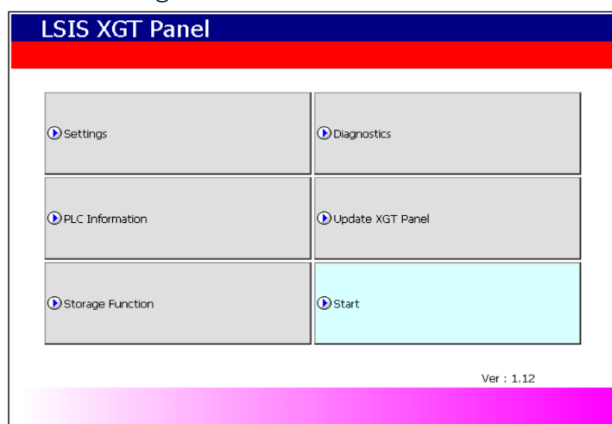 LSIS XGT Panel
Settings
Diagnostics
PLC Information
Update XGT Panel
Storage Function
Start
Ver : 1.12